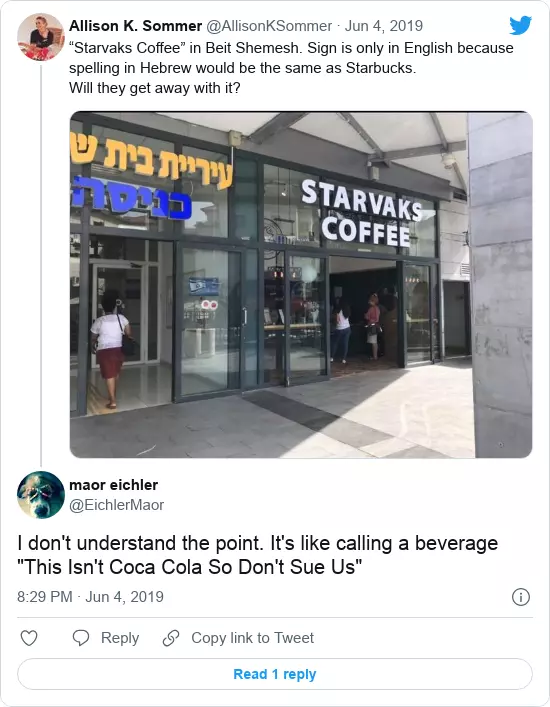 Allison K. Sommer @AllisonKSommer · Jun 4, 2019
“Starvaks Coffee” in Beit Shemesh. Sign is only in English because
spelling in Hebrew would be the same as Starbucks.
Will they get away with it?
עיריית בית ש
כניסה
STARVAKS
COFFEE
maor eichler
@EichlerMaor
I don't understand the point. It's like calling a beverage
"This Isn't Coca Cola So Don't Sue Us"
8:29 PM · Jun 4, 2019
Reply
Copy link to Tweet
Read 1 reply